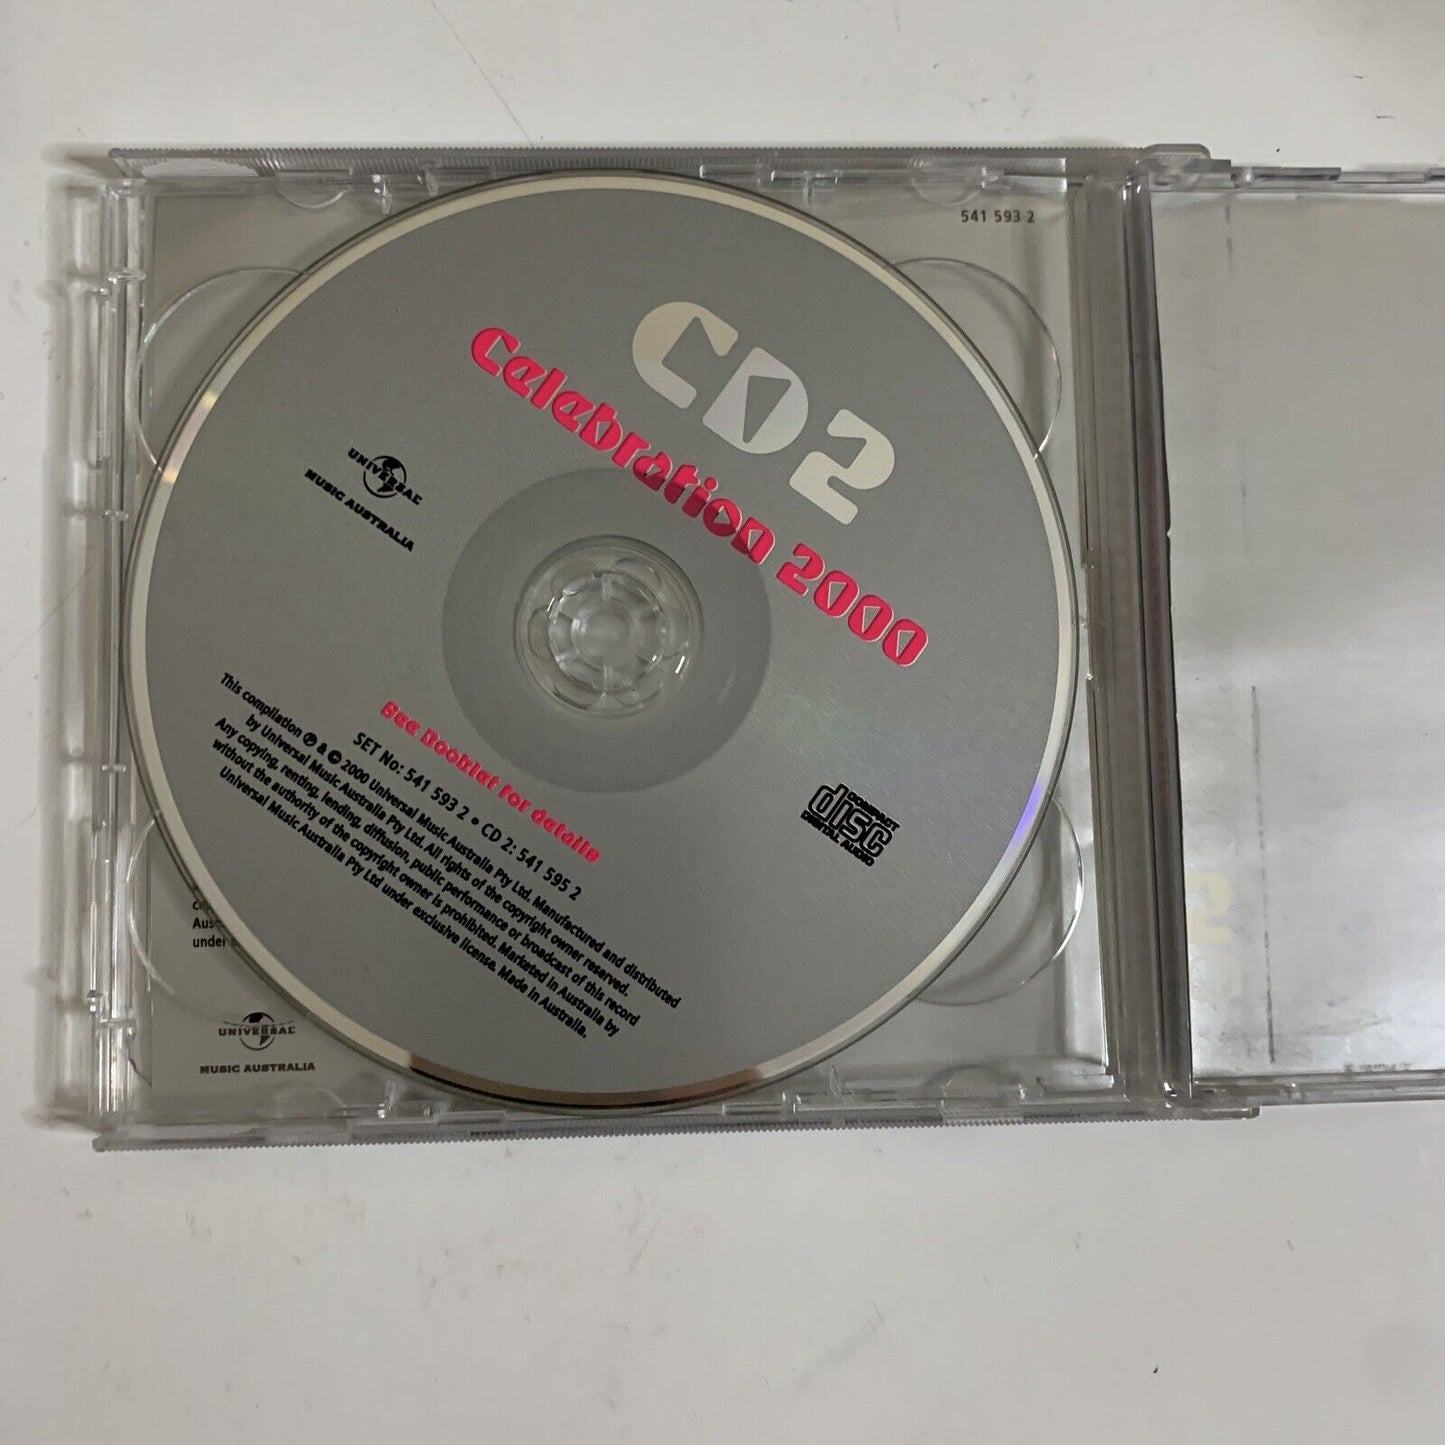 541 593 2
CD2
Celebration 2000
UNIVERSAL
MUSIC AUSTRALIA
See Booklet for details
SET No: 541 593 2 • CD 2: 541 595 2
This compilation ℗ & © 2000 Universal Music Australia Pty Ltd. Manufactured and distributed
by Universal Music Australia Pty Ltd. All rights of the copyright owner reserved.
Any copying, renting, lending, diffusion, public performance or broadcast of this record
without the authority of the copyright owner is prohibited. Marketed in Australia by
Universal Music Australia Pty Ltd under exclusive license. Made in Australia.
COMPACT
disc
DIGITAL AUDIO
under
UNIVERSAL
MUSIC AUSTRALIA